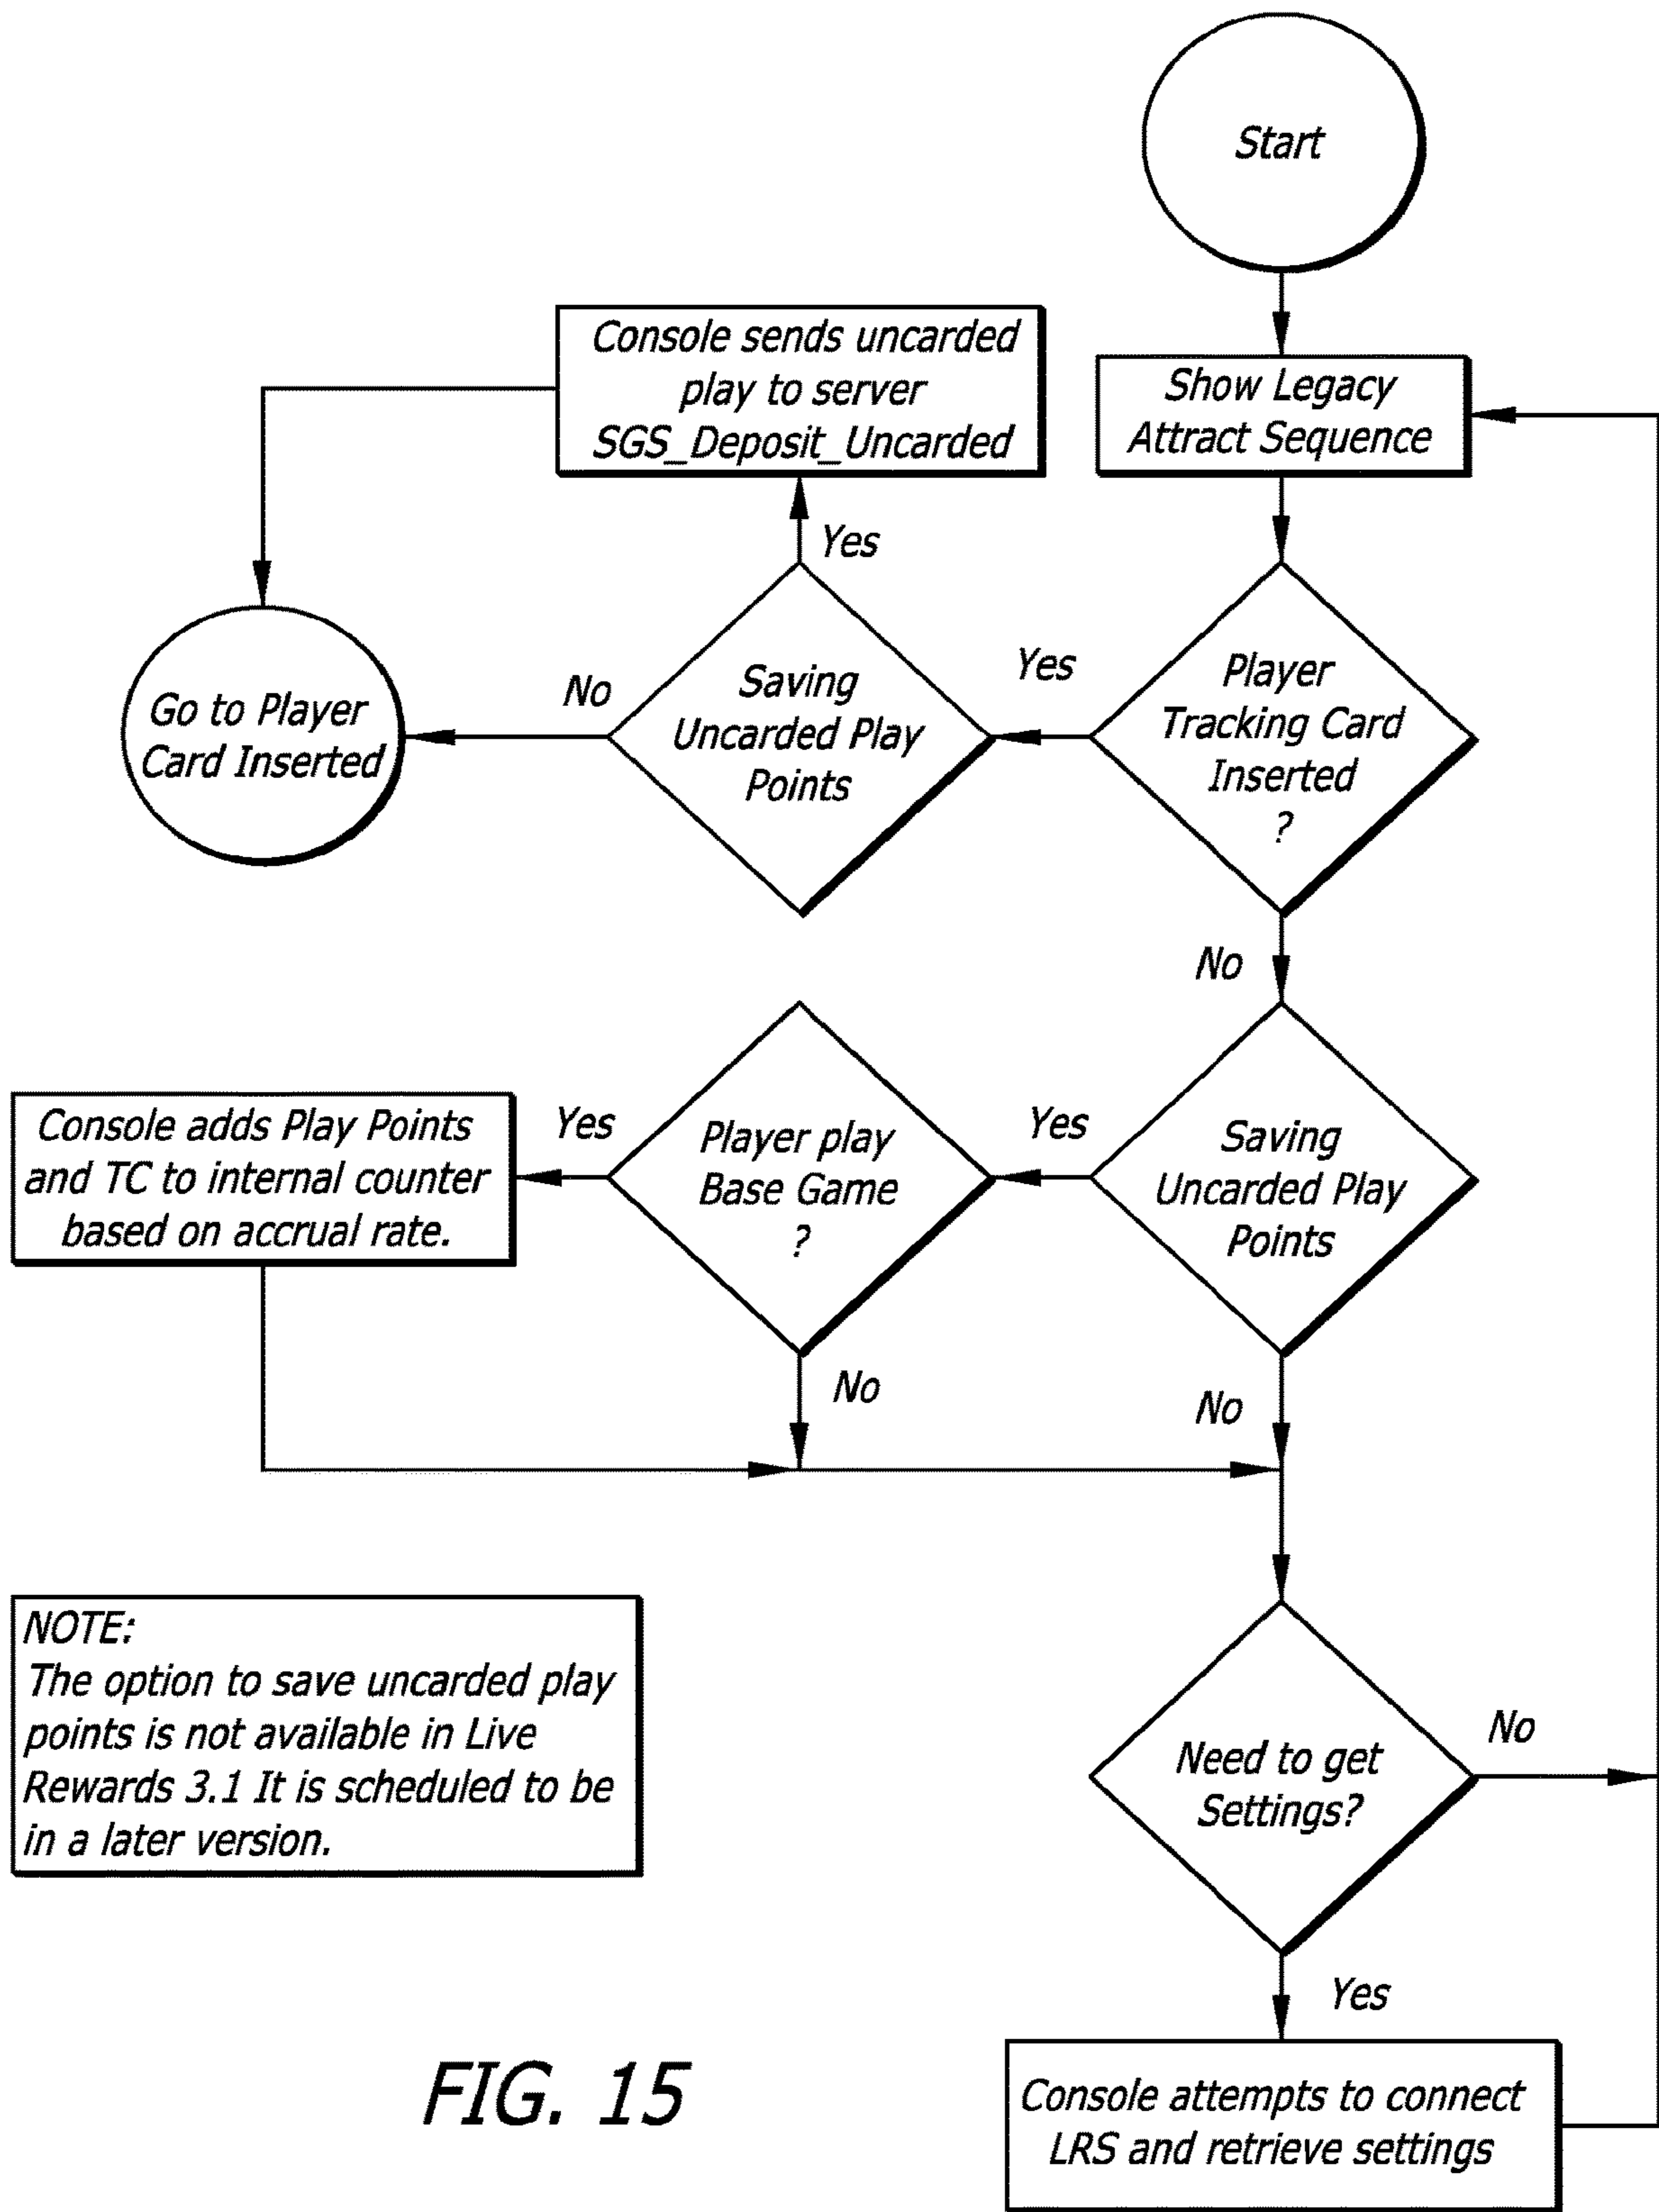 Start
Show Legacy
Attract Sequence
Console sends uncarded
play to server
SGS_Deposit_Uncarded
Yes
Player
Tracking Card
Inserted
?
Yes
Saving
Uncarded Play
Points
No
Go to Player
Card Inserted
No
Saving
Uncarded Play
Points
Yes
Player play
Base Game
?
Yes
Console adds Play Points
and TC to internal counter
based on accrual rate.
No
No
NOTE:
The option to save uncarded play
points is not available in Live
Rewards 3.1 It is scheduled to be
in a later version.
Need to get
Settings?
No
Yes
Console attempts to connect
LRS and retrieve settings
FIG. 15